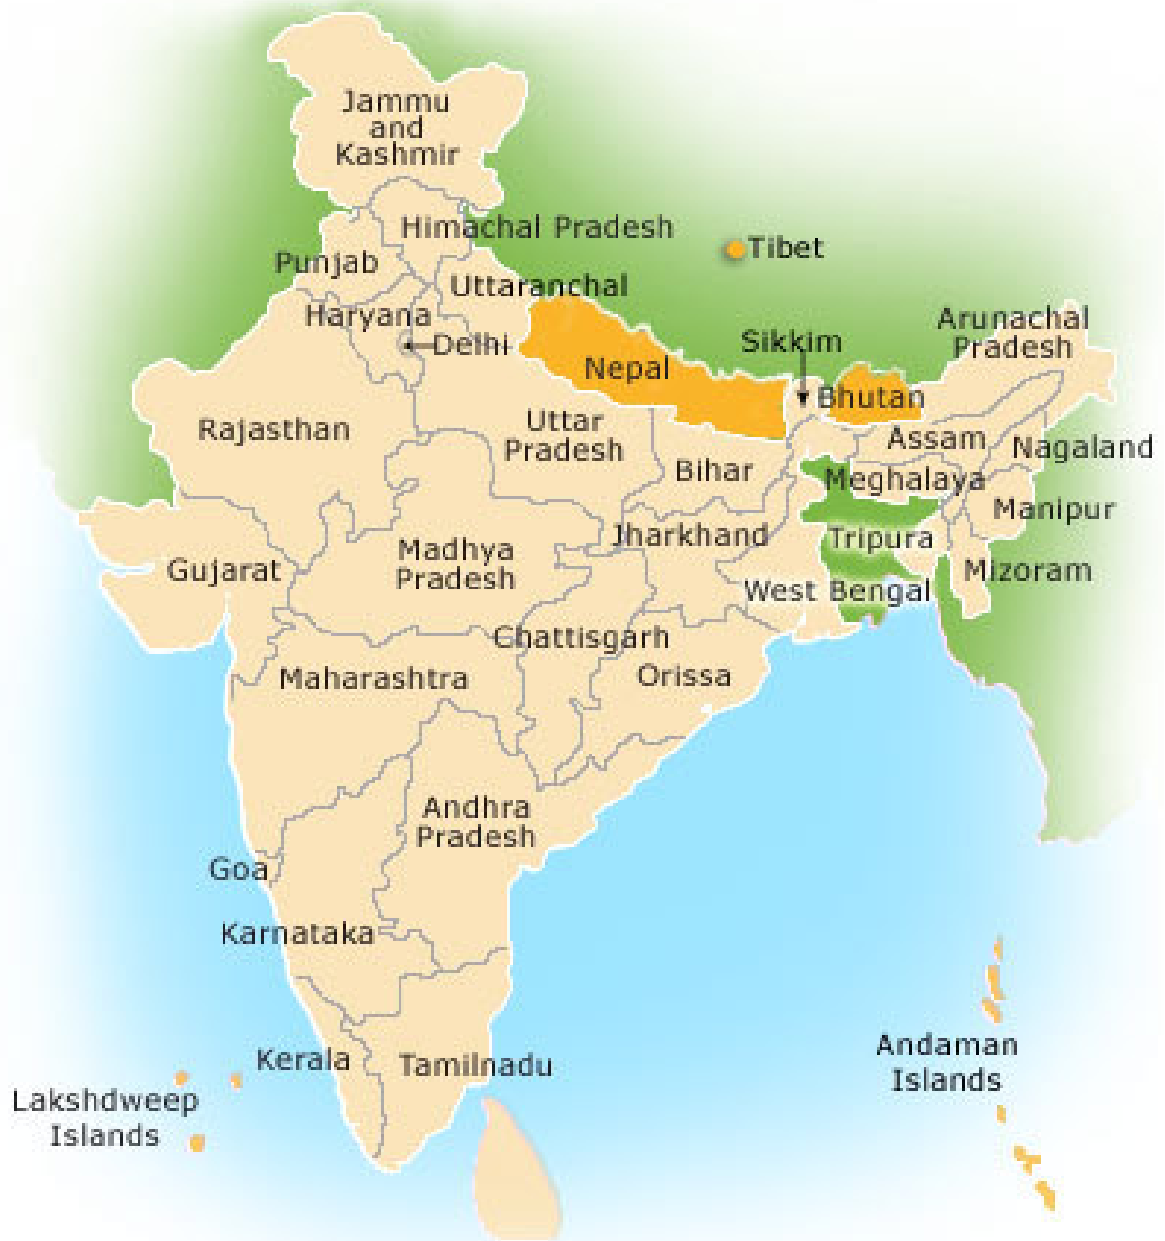 Jammu
and
Kashmir
Himachal Pradesh
Tibet
Punjab
Uttaranchal
Haryana
Delhi
Sikkim
Arunachal
Pradesh
Nepal
Bhutan
Rajasthan
Uttar
Pradesh
Assam
Nagaland
Bihar
Meghalaya
Manipur
Jharkhand
Tripura
Madhya
Pradesh
Gujarat
Mizoram
West Bengal
Chattisgarh
Maharashtra
Orissa
Andhra
Pradesh
Goa
Karnataka
Kerala
Tamilnadu
Andaman
Islands
Lakshdweep
Islands